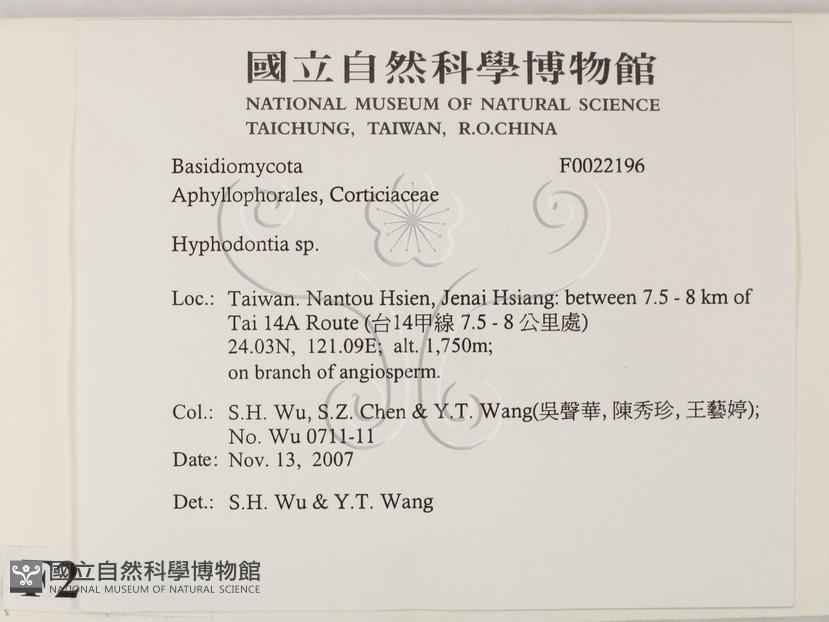 國立自然科學博物館
NATIONAL MUSEUM OF NATURAL SCIENCE
TAICHUNG, TAIWAN, R.O.CHINA
Basidiomycota F0022196
Aphyllophorales, Corticiaceae
Hyphodontia sp.
Loc.: Taiwan. Nantou Hsien, Jenai Hsiang: between 7.5 - 8 km of
Tai 14A Route (台14甲線 7.5 - 8 公里處)
24.03N, 121.09E; alt. 1,750m;
on branch of angiosperm.
Col.: S.H. Wu, S.Z. Chen & Y.T. Wang(吳聲華, 陳秀珍, 王藝婷);
No. Wu 0711-11
Date: Nov. 13, 2007
Det.: S.H. Wu & Y.T. Wang
國立自然科學博物館
NATIONAL MUSEUM OF NATURAL SCIENCE